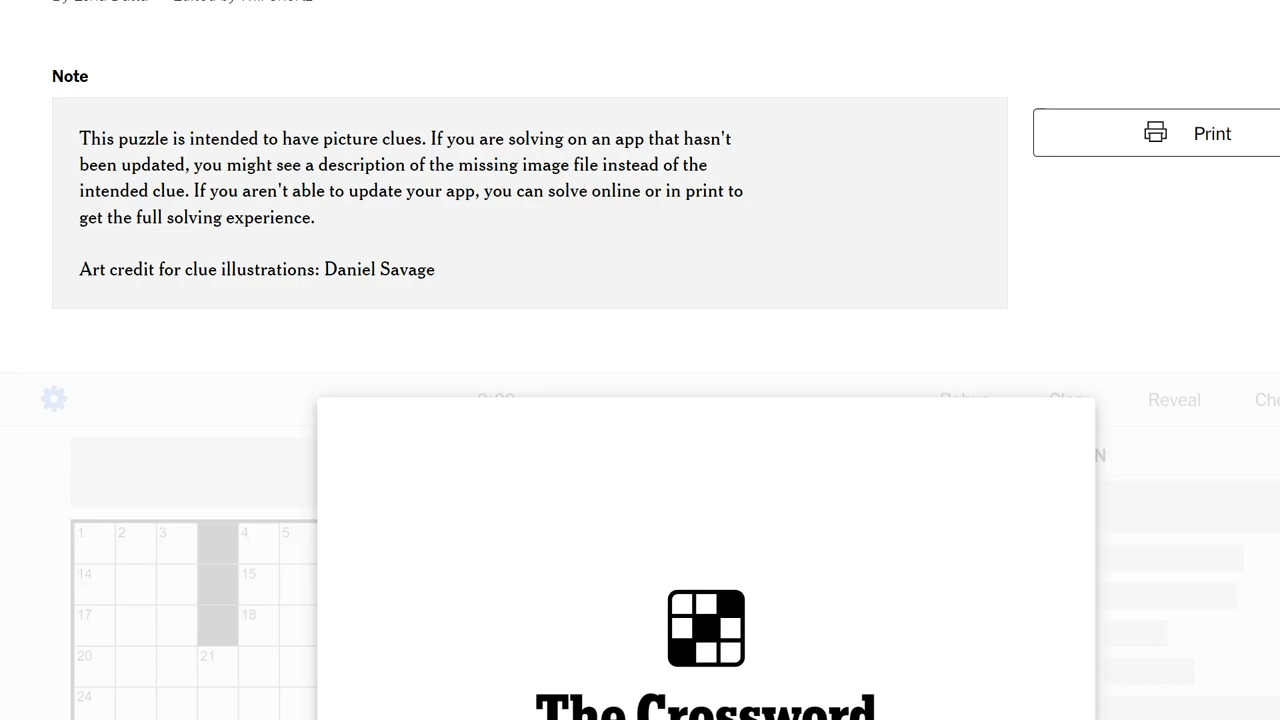 Note
This puzzle is intended to have picture clues. If you are solving on an app that hasn't
been updated, you might see a description of the missing image file instead of the
intended clue. If you aren't able to update your app, you can solve online or in print to
get the full solving experience.
Art credit for clue illustrations: Daniel Savage
Print
Reveal
N
1 2 3 4 5
14 15
17 18
20 21
24
The Crossword